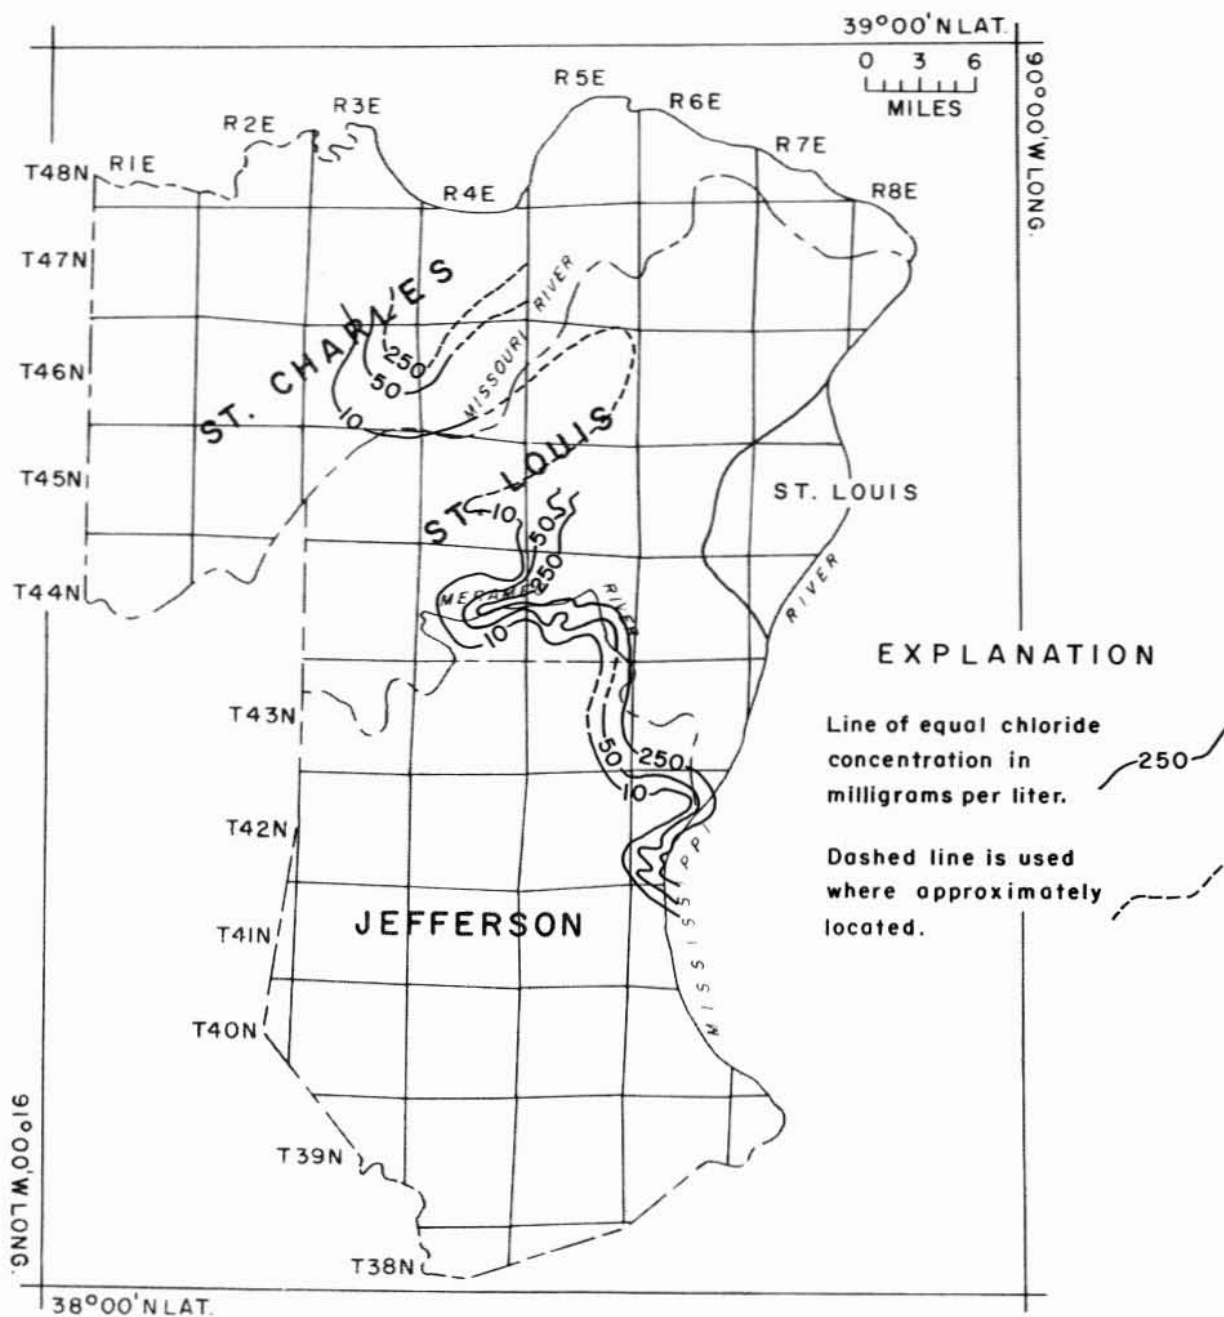 39°00'N LAT.
90°00'W LONG.
0 3 6
MILES
R1E
R2E
R3E
R4E
R5E
R6E
R7E
R8E
T48N
T47N
T46N
T45N
T44N
T43N
T42N
T41N
T40N
T39N
T38N
ST. CHARLES
250
50
10
MISSOURI RIVER
ST. LOUIS
10
50
250
ST. LOUIS
MERAMEC RIVER
10
RIVER
50
250
10
MISSISSIPPI
JEFFERSON
EXPLANATION
Line of equal chloride
concentration in
milligrams per liter.
250
Dashed line is used
where approximately
located.
91°00'W LONG.
38°00'N LAT.